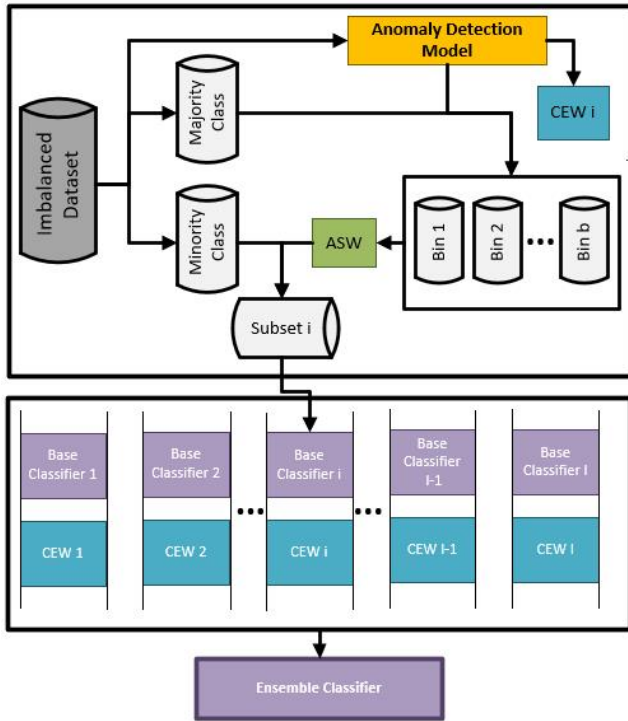 Anomaly Detection
Model
Imbalanced
Dataset
Majority
Class
CEW i
Minority
Class
ASW
Bin 1
Bin 2
•••
Bin b
Subset i
Base
Classifier 1
Base
Classifier 2
•••
Base
Classifier i
•••
Base
Classifier
I-1
Base
Classifier I
CEW 1
CEW 2
CEW i
CEW I-1
CEW I
Ensemble Classifier